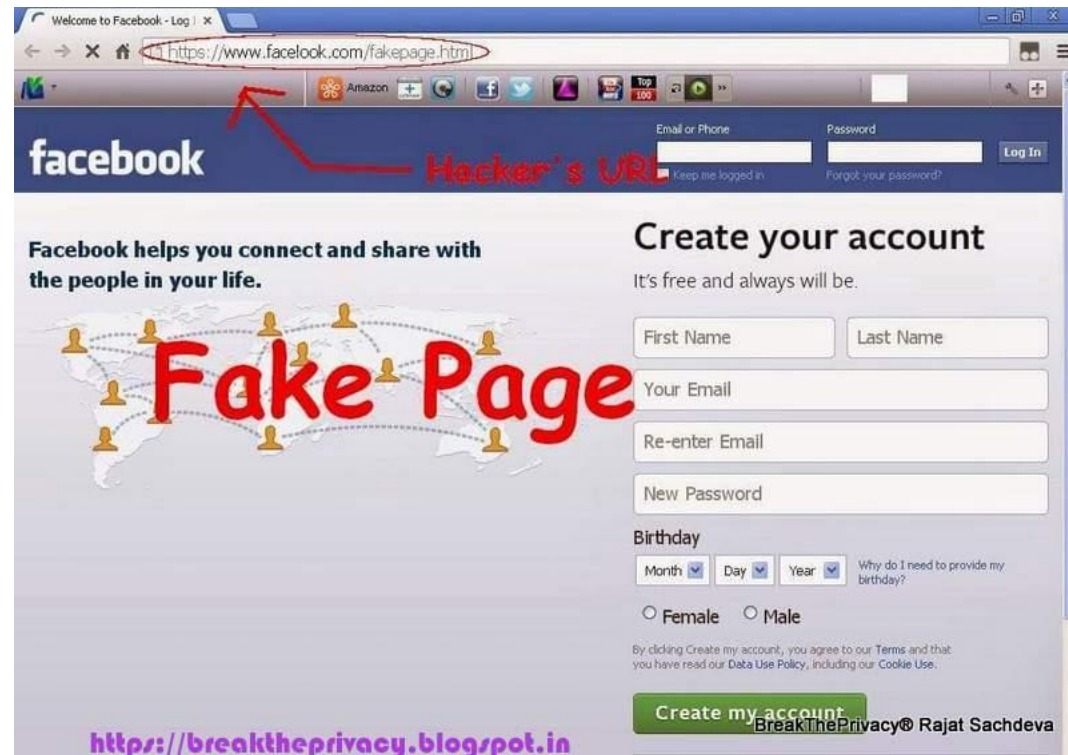 Welcome to Facebook - Log
https://www.facelook.com/fakepage.htm
Amazon
Top
100
facebook
Email or Phone
Password
Log In
Hacker's URL
Keep me logged in
Forgot your password?
Facebook helps you connect and share with
the people in your life.
Fake Page
Create your account
It's free and always will be.
First Name
Last Name
Your Email
Re-enter Email
New Password
Birthday
Month
Day
Year
Why do I need to provide my
birthday?
Female
Male
By clicking Create my account, you agree to our Terms and that
you have read our Data Use Policy, including our Cookie Use.
Create my account
BreakThePrivacy® Rajat Sachdeva
https://breaktheprivacy.blogspot.in